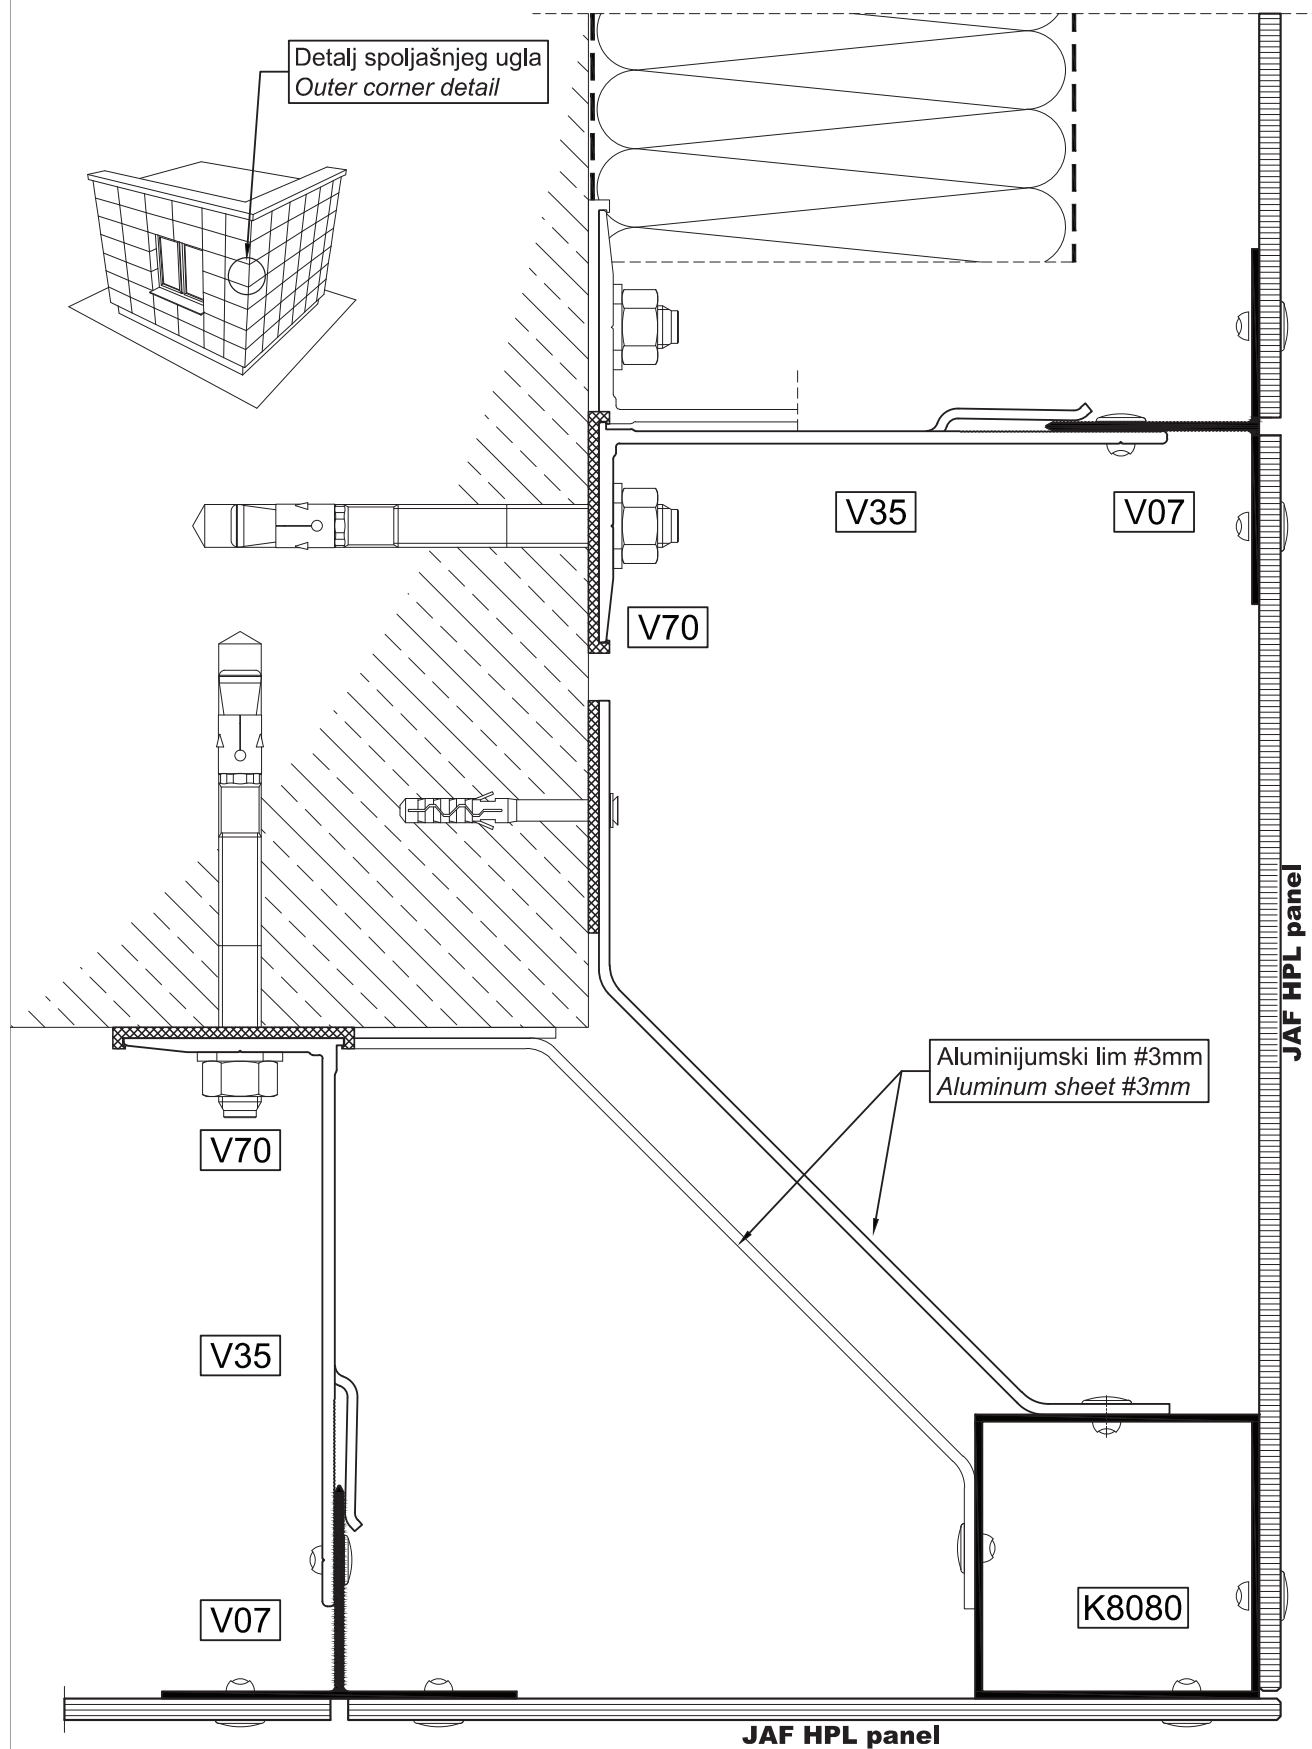 Detalj spoljašnjeg ugla
Outer corner detail
V35
V07
V70
JAF HPL panel
Aluminijumski lim #3mm
Aluminum sheet #3mm
V70
V35
V07
K8080
JAF HPL panel